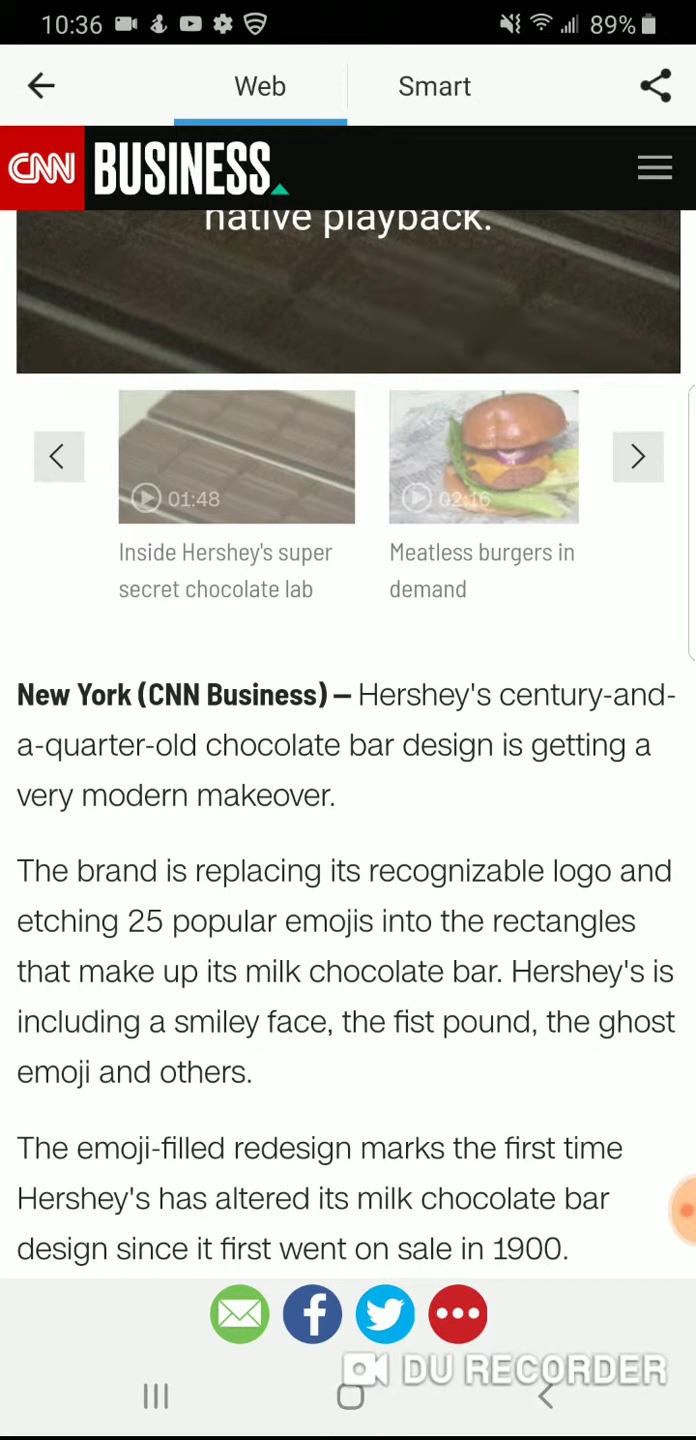 10:36 89%
Web Smart
CNN BUSINESS
native playback.
01:48 02:16
Inside Hershey's super
secret chocolate lab
Meatless burgers in
demand
New York (CNN Business) — Hershey's century-and-
a-quarter-old chocolate bar design is getting a
very modern makeover.
The brand is replacing its recognizable logo and
etching 25 popular emojis into the rectangles
that make up its milk chocolate bar. Hershey's is
including a smiley face, the fist pound, the ghost
emoji and others.
The emoji-filled redesign marks the first time
Hershey's has altered its milk chocolate bar
design since it first went on sale in 1900.
DU RECORDER